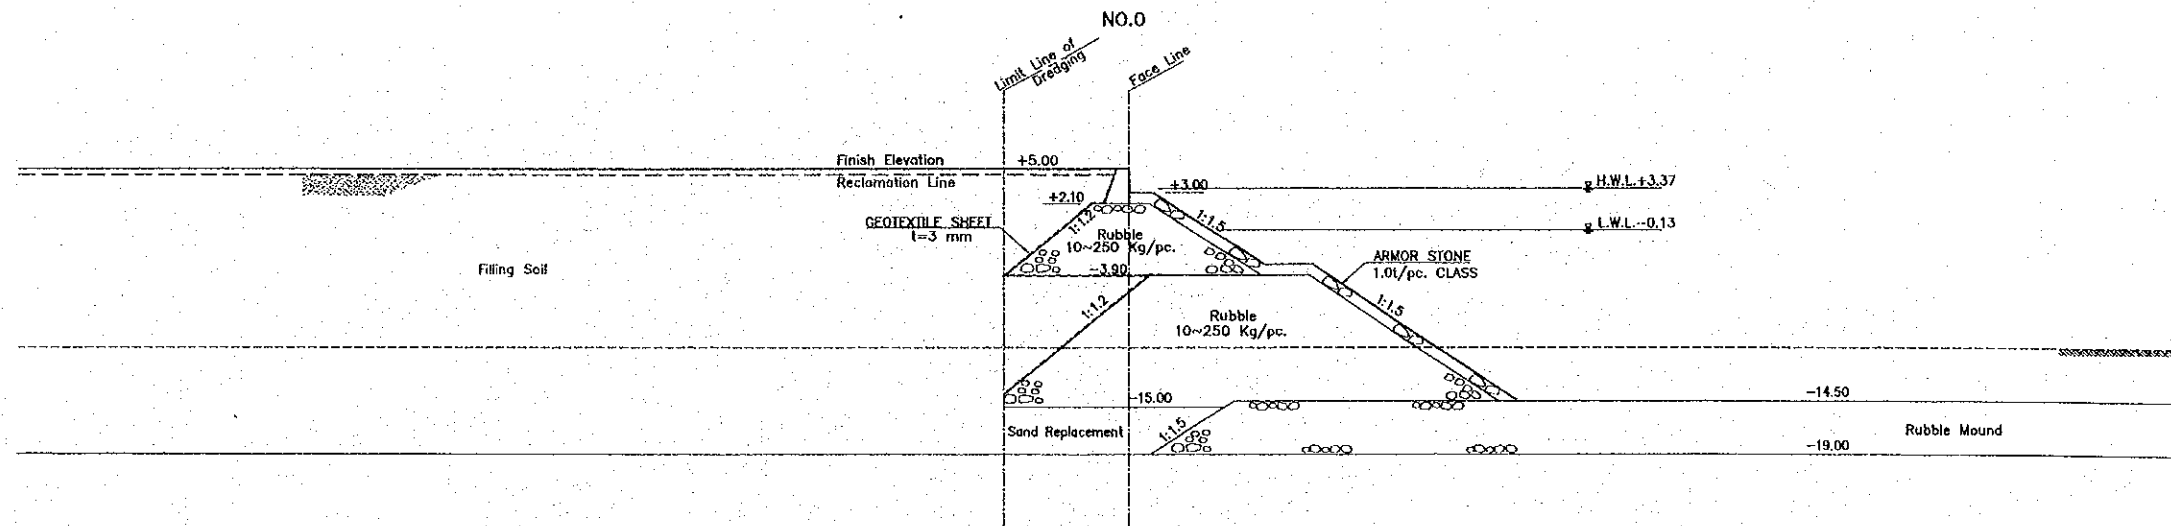 NO.0
Limit Line of
Dredging
Face Line
Finish Elevation
+5.00
Reclamation Line
+2.10
+3.00
H.W.L.+3.37
1:1.2
1:1.5
GEOTEXTILE SHEET
t=3 mm
L.W.L.-0.13
Rubble
10~250 Kg/pc.
Filling Soil
-3.90
ARMOR STONE
1.0t/pc. CLASS
1:1.2
1:1.5
Rubble
10~250 Kg/pc.
-15.00
-14.50
Sand Replacement
1:1.5
Rubble Mound
-19.00